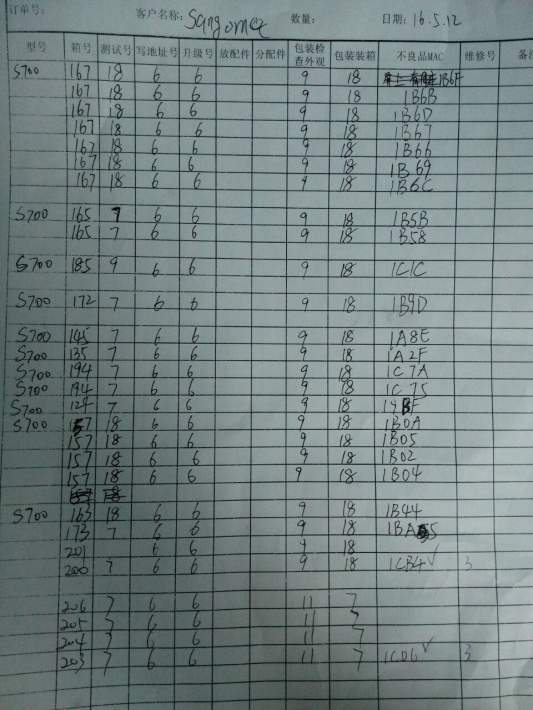 订单号: 客户名称: Sangoma 数量: 日期: 16.5.12
型号 箱号 测试号 写地址号 升级号 放配件 分配件 包装检查外观 包装装箱 不良品MAC 维修号 备注
S700 167 18 6 6 9 18 1B6F
167 18 6 6 9 18 1B6B
167 18 6 6 9 18 1B6D
167 18 6 6 9 18 1B67
167 18 6 6 9 18 1B66
167 18 6 6 9 18 1B69
167 18 6 6 9 18 1B6C
S700 165 7 6 6 9 18 1B5B
165 7 6 6 9 18 1B58
S700 185 9 6 6 9 18 1C1C
S700 172 7 6 6 9 18 1B9D
S700 145 7 6 6 9 18 1A8E
S700 135 7 6 6 9 18 1A2F
S700 194 7 6 6 9 18 1C7A
S700 194 7 6 6 9 18 1C75
S700 124 7 6 6 9 18
S700 157 18 6 6 9 18 1B0A
157 18 6 6 9 18 1B05
157 18 6 6 9 18 1B02
157 18 6 6 9 18 1B04
S700 163 18 6 6 9 18 1B44
173 7 6 6 9 18
201 6 6 9 18
200 7 6 6 9 18 1CB4✓ 3
206 7 6 6 11 7
205 7 6 6 11 7
204 7 6 6 11 7
203 7 6 6 11 7 1CD6✓ 3